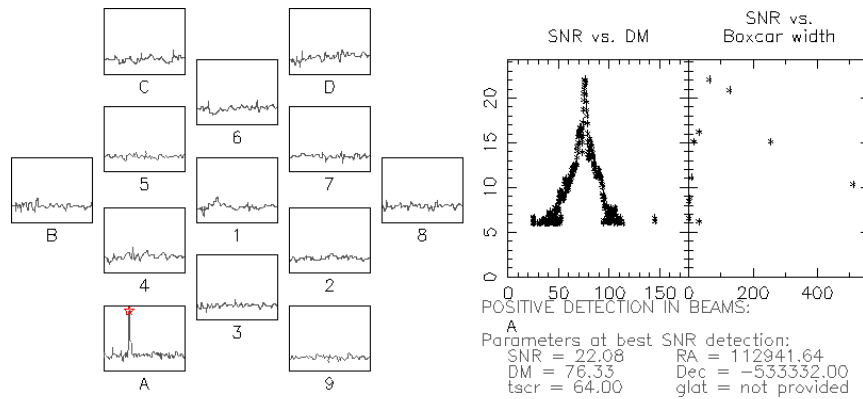 C
D
6
5
7
B
1
8
4
2
3
A
9
SNR vs. DM
20
15
10
5
0
0 50 100 150
SNR vs.
Boxcar width
0 200 400
POSITIVE DETECTION IN BEAMS:
A
Parameters at best SNR detection:
SNR = 22.08 RA = 112941.64
DM = 76.33 Dec = −533332.00
tscr = 64.00 glat = not provided